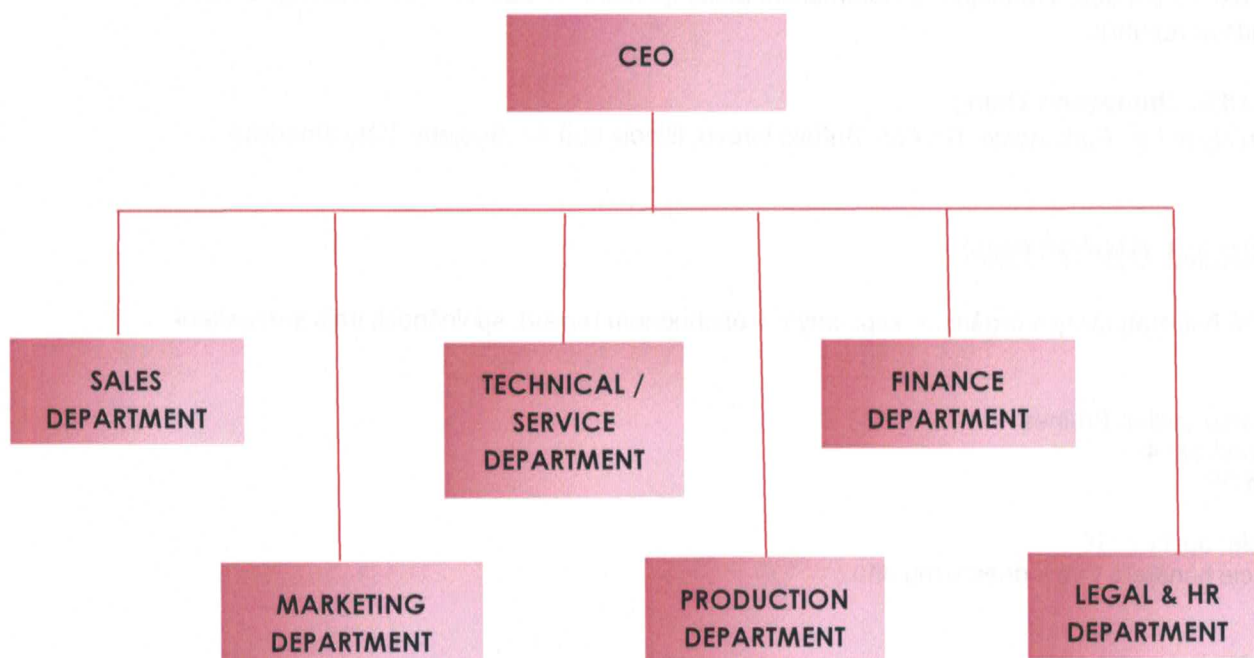 CEO
SALES
DEPARTMENT
TECHNICAL /
SERVICE
DEPARTMENT
FINANCE
DEPARTMENT
MARKETING
DEPARTMENT
PRODUCTION
DEPARTMENT
LEGAL & HR
DEPARTMENT